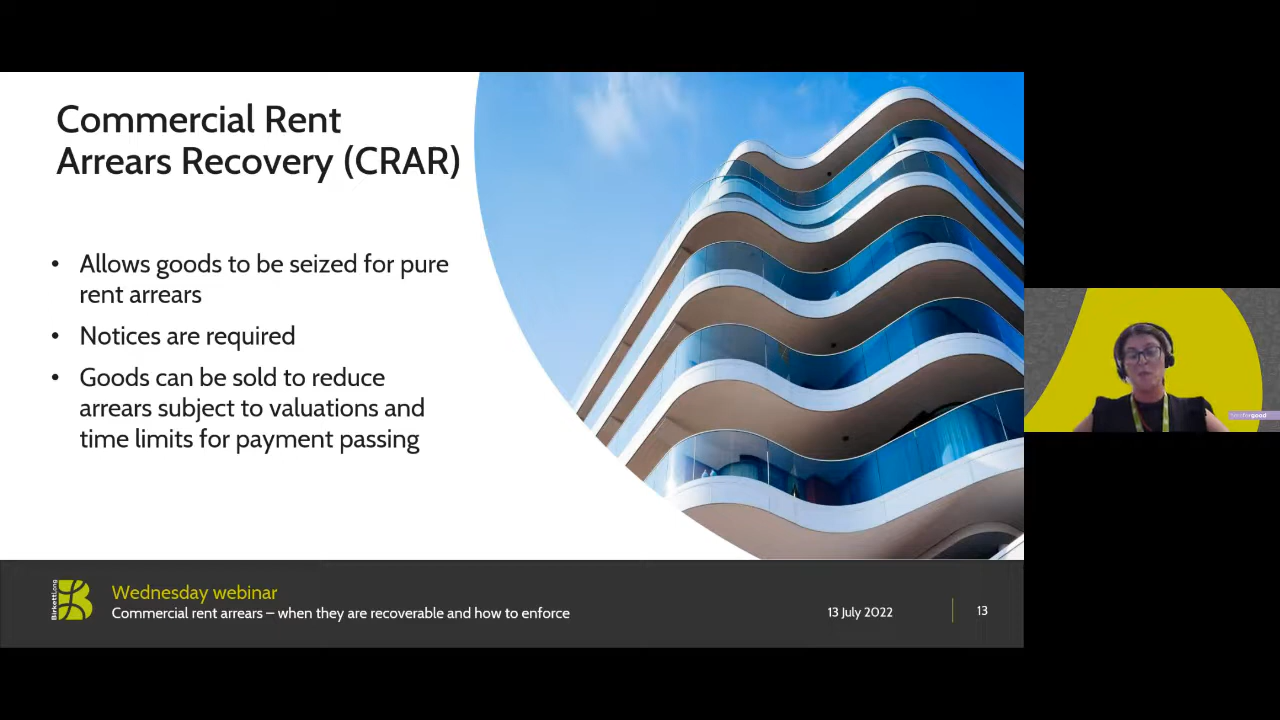 Commercial Rent
Arrears Recovery (CRAR)
• Allows goods to be seized for pure
rent arrears
• Notices are required
• Goods can be sold to reduce
arrears subject to valuations and
time limits for payment passing
BirkettLong
Wednesday webinar
Commercial rent arrears – when they are recoverable and how to enforce
13 July 2022
13